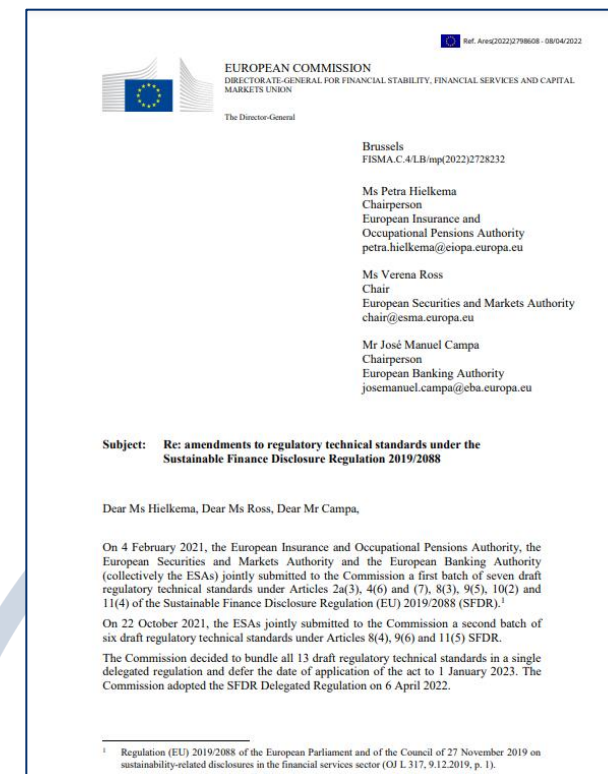 Ref. Ares(2022)2798608 - 08/04/2022
EUROPEAN COMMISSION
DIRECTORATE-GENERAL FOR FINANCIAL STABILITY, FINANCIAL SERVICES AND CAPITAL
MARKETS UNION
The Director-General
Brussels
FISMA.C.4/LB/mp(2022)2728232
Ms Petra Hielkema
Chairperson
European Insurance and
Occupational Pensions Authority
petra.hielkema@eiopa.europa.eu
Ms Verena Ross
Chair
European Securities and Markets Authority
chair@esma.europa.eu
Mr José Manuel Campa
Chairperson
European Banking Authority
josemanuel.campa@eba.europa.eu
Subject: Re: amendments to regulatory technical standards under the
Sustainable Finance Disclosure Regulation 2019/2088
Dear Ms Hielkema, Dear Ms Ross, Dear Mr Campa,
On 4 February 2021, the European Insurance and Occupational Pensions Authority, the
European Securities and Markets Authority and the European Banking Authority
(collectively the ESAs) jointly submitted to the Commission a first batch of seven draft
regulatory technical standards under Articles 2a(3), 4(6) and (7), 8(3), 9(5), 10(2) and
11(4) of the Sustainable Finance Disclosure Regulation (EU) 2019/2088 (SFDR).1
On 22 October 2021, the ESAs jointly submitted to the Commission a second batch of
six draft regulatory technical standards under Articles 8(4), 9(6) and 11(5) SFDR.
The Commission decided to bundle all 13 draft regulatory technical standards in a single
delegated regulation and defer the date of application of the act to 1 January 2023. The
Commission adopted the SFDR Delegated Regulation on 6 April 2022.
1 Regulation (EU) 2019/2088 of the European Parliament and of the Council of 27 November 2019 on
sustainability-related disclosures in the financial services sector (OJ L 317, 9.12.2019, p. 1).